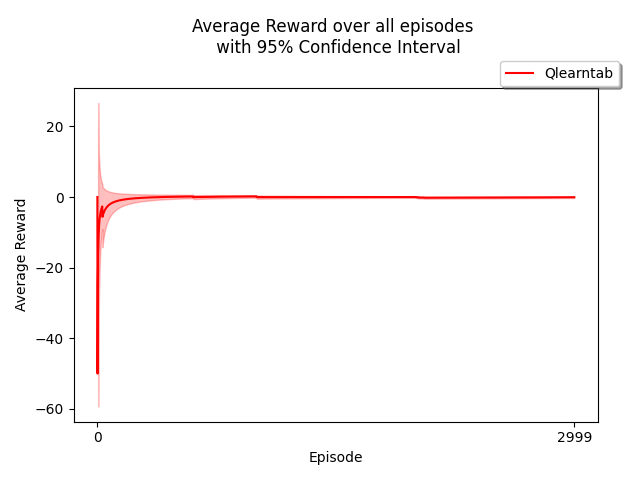 Average Reward over all episodes
with 95% Confidence Interval
Qlearntab
20
0
−20
−40
−60
Average Reward
0
2999
Episode